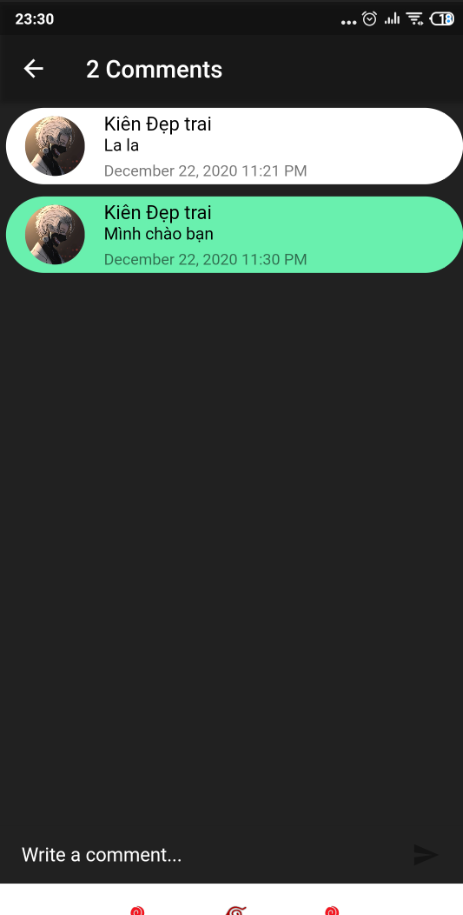 23:30
18
2 Comments
Kiên Đẹp trai
La la
December 22, 2020 11:21 PM
Kiên Đẹp trai
Mình chào bạn
December 22, 2020 11:30 PM
Write a comment...